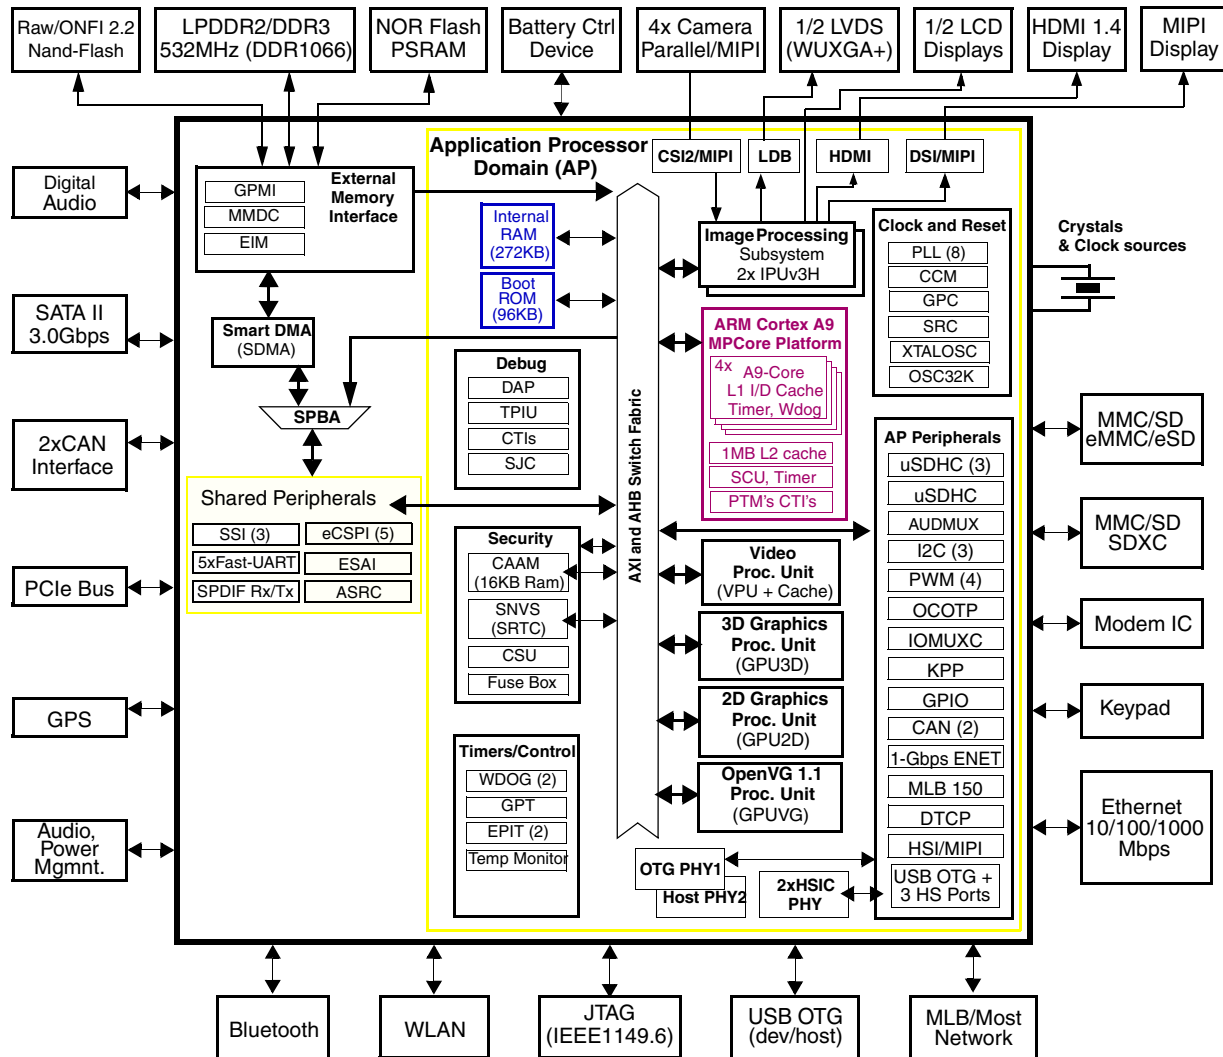 Raw/ONFI 2.2
Nand-Flash
LPDDR2/DDR3
532MHz (DDR1066)
NOR Flash
PSRAM
Battery Ctrl
Device
4x Camera
Parallel/MIPI
1/2 LVDS
(WUXGA+)
1/2 LCD
Displays
HDMI 1.4
Display
MIPI
Display
Digital
Audio
SATA II
3.0Gbps
2xCAN
Interface
PCIe Bus
GPS
Audio,
Power
Mgmnt.
External
Memory
Interface
GPMI
MMDC
EIM
Smart DMA
(SDMA)
SPBA
Shared Peripherals
SSI (3)
eCSPI (5)
5xFast-UART
ESAI
SPDIF Rx/Tx
ASRC
Application Processor
Domain (AP)
Internal
RAM
(272KB)
Boot
ROM
(96KB)
Debug
DAP
TPIU
CTIs
SJC
Security
CAAM
(16KB Ram)
SNVS
(SRTC)
CSU
Fuse Box
Timers/Control
WDOG (2)
GPT
EPIT (2)
Temp Monitor
AXI and AHB Switch Fabric
CSI2/MIPI
LDB
HDMI
DSI/MIPI
Image Processing
Subsystem
2x IPUv3H
ARM Cortex A9
MPCore Platform
4x
A9-Core
L1 I/D Cache
Timer, Wdog
1MB L2 cache
SCU, Timer
PTM's CTI's
Video
Proc. Unit
(VPU + Cache)
3D Graphics
Proc. Unit
(GPU3D)
2D Graphics
Proc. Unit
(GPU2D)
OpenVG 1.1
Proc. Unit
(GPUVG)
OTG PHY1
Host PHY2
2xHSIC
PHY
Clock and Reset
PLL (8)
CCM
GPC
SRC
XTALOSC
OSC32K
AP Peripherals
uSDHC (3)
uSDHC
AUDMUX
I2C (3)
PWM (4)
OCOTP
IOMUXC
KPP
GPIO
CAN (2)
1-Gbps ENET
MLB 150
DTCP
HSI/MIPI
USB OTG +
3 HS Ports
Crystals
& Clock sources
MMC/SD
eMMC/eSD
MMC/SD
SDXC
Modem IC
Keypad
Ethernet
10/100/1000
Mbps
Bluetooth
WLAN
JTAG
(IEEE1149.6)
USB OTG
(dev/host)
MLB/Most
Network